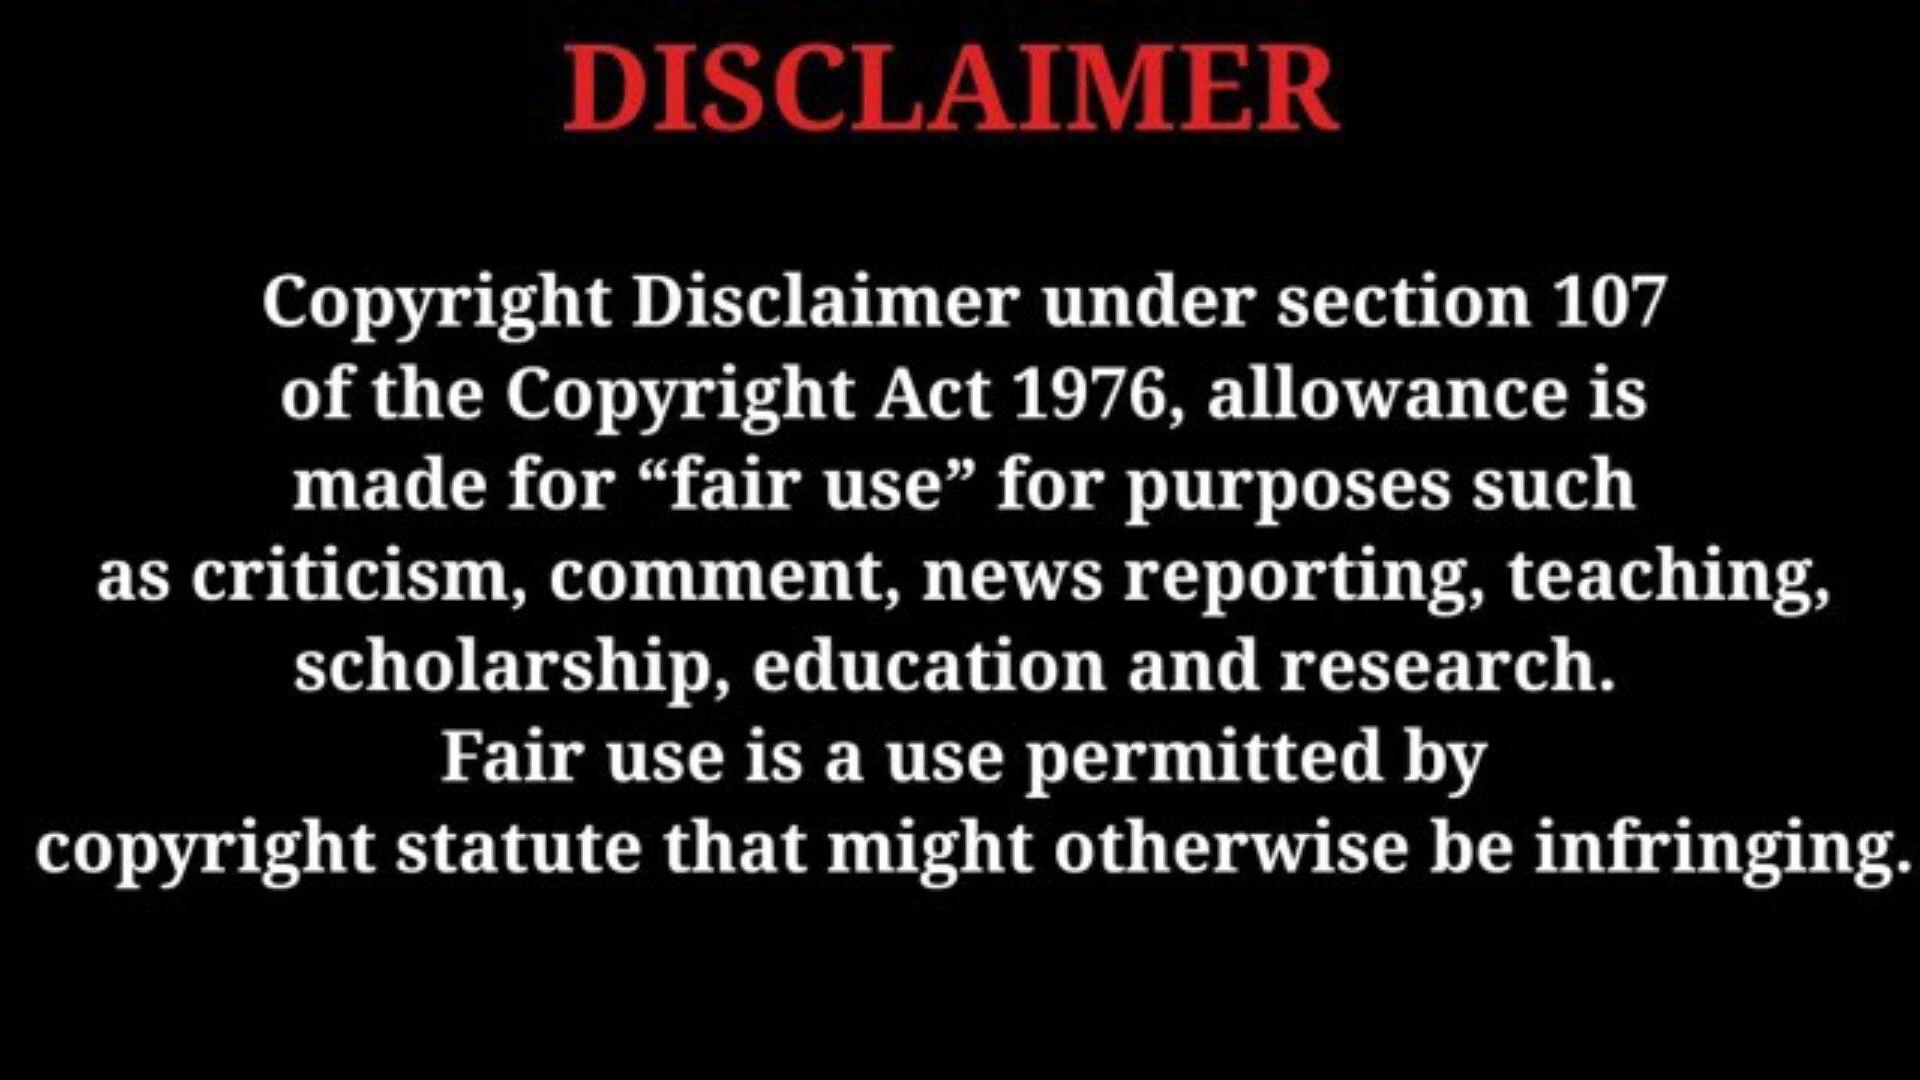 DISCLAIMER
Copyright Disclaimer under section 107
of the Copyright Act 1976, allowance is
made for “fair use” for purposes such
as criticism, comment, news reporting, teaching,
scholarship, education and research.
Fair use is a use permitted by
copyright statute that might otherwise be infringing.